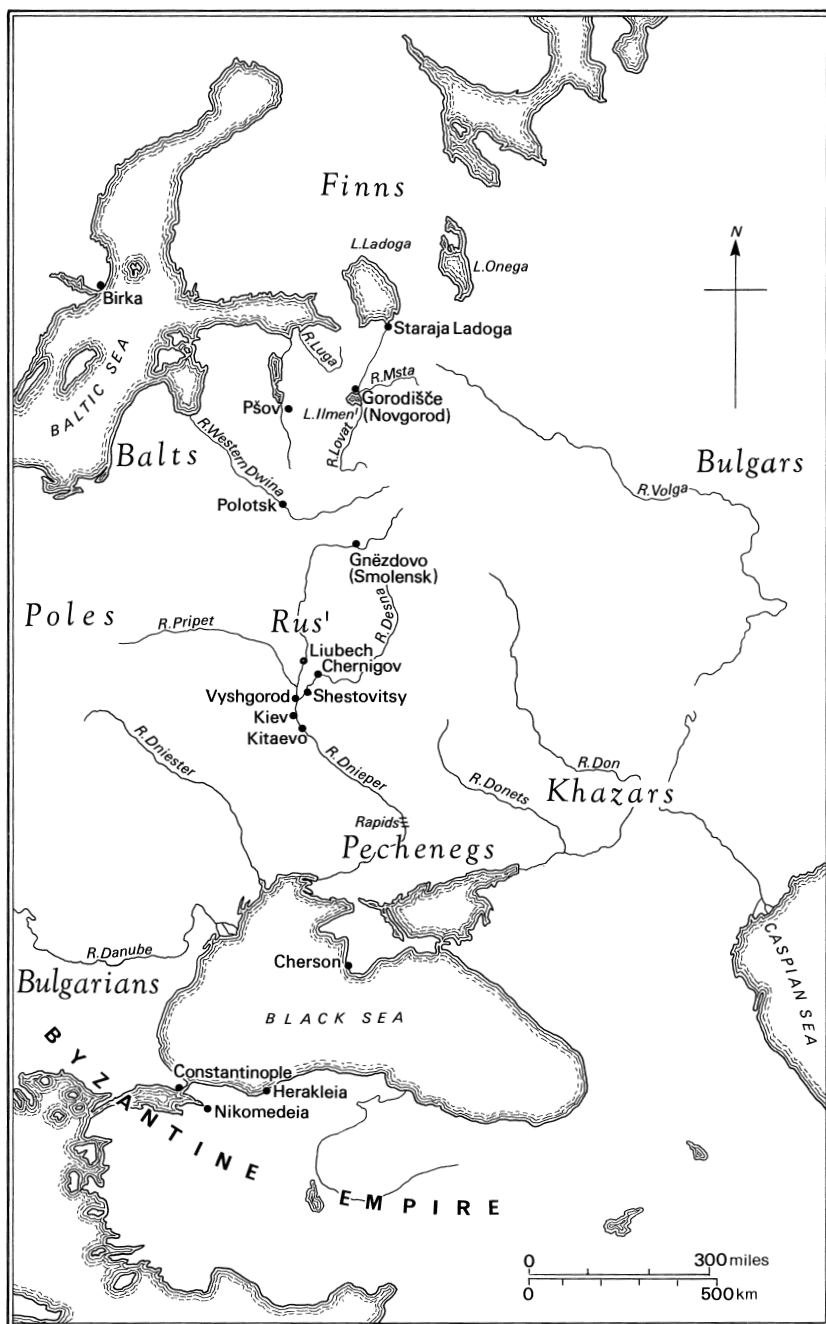 Finns
L.Ladoga
L.Onega
N
Birka
Staraja Ladoga
R.Luga
BALTIC SEA
R.Msta
Gorodišče
(Novgorod)
Pšov
L.Ilmen'
R.Lovat
Balts
R.Western Dwina
Bulgars
R.Volga
Polotsk
Gnëzdovo
(Smolensk)
R.Desna
Poles
R.Pripet
Rus'
Liubech
Chernigov
Vyshgorod
Shestovitsy
Kiev
Kitaevo
R.Dniester
R.Dnieper
R.Don
R.Donets
Khazars
Rapids
Pechenegs
R.Danube
Cherson
CASPIAN SEA
Bulgarians
BLACK SEA
BYZANTINE EMPIRE
Constantinople
Herakleia
Nikomedeia
0 300 miles
0 500 km